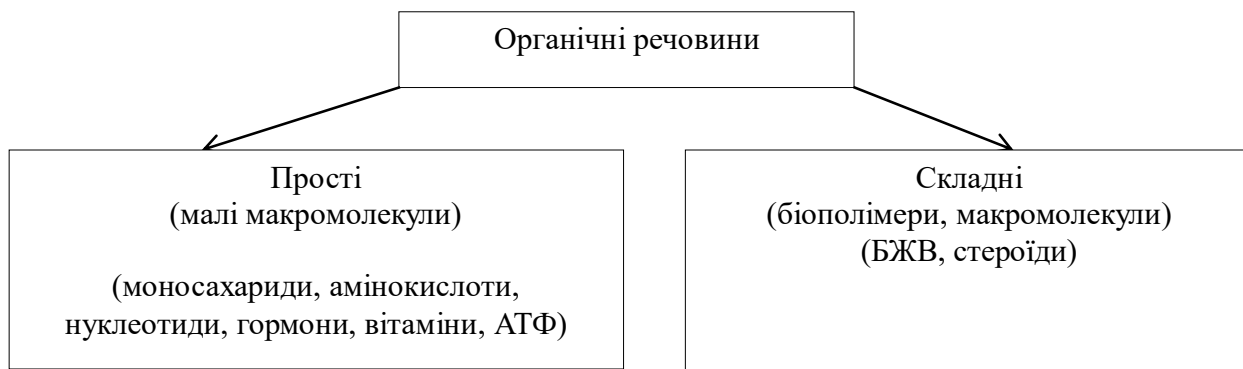 Органічні речовини
Прості
(малі макромолекули)
(моносахариди, амінокислоти,
нуклеотиди, гормони, вітаміни, АТФ)
Складні
(біополімери, макромолекули)
(БЖВ, стероїди)